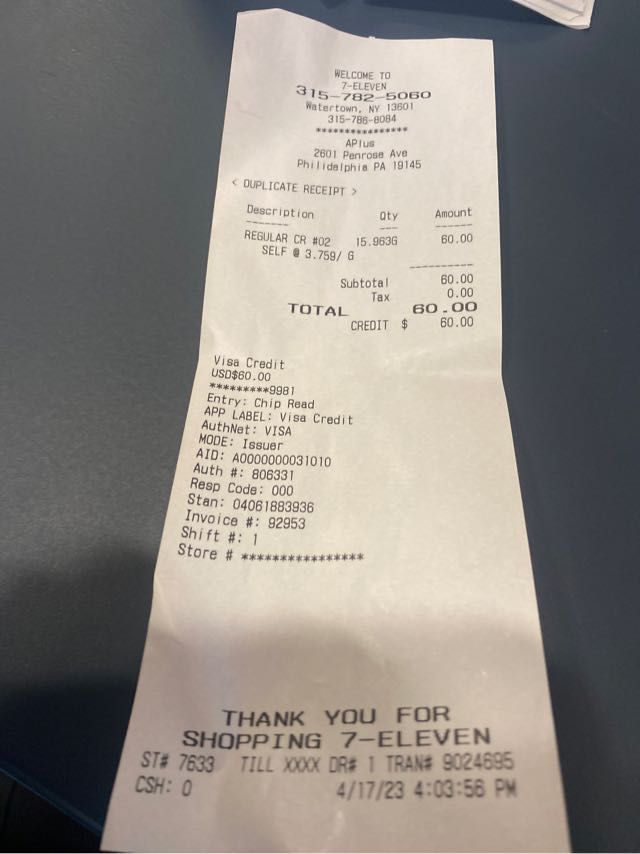 WELCOME TO
7-ELEVEN
315-782-5060
Watertown, NY 13601
315-786-8084
****************
APlus
2601 Penrose Ave
Philidelphia PA 19145
< DUPLICATE RECEIPT >
Description Qty Amount
REGULAR CR #02 15.963G 60.00
SELF @ 3.759/ G
Subtotal 60.00
Tax 0.00
TOTAL 60.00
CREDIT $ 60.00
Visa Credit
USD$60.00
*********9981
Entry: Chip Read
APP LABEL: Visa Credit
AuthNet: VISA
MODE: Issuer
AID: A0000000031010
Auth #: 806331
Resp Code: 000
Stan: 04061883936
Invoice #: 92953
Shift #: 1
Store # ****************
THANK YOU FOR
SHOPPING 7-ELEVEN
ST# 7633 TILL XXXX DR# 1 TRAN# 9024695
CSH: 0 4/17/23 4:03:56 PM